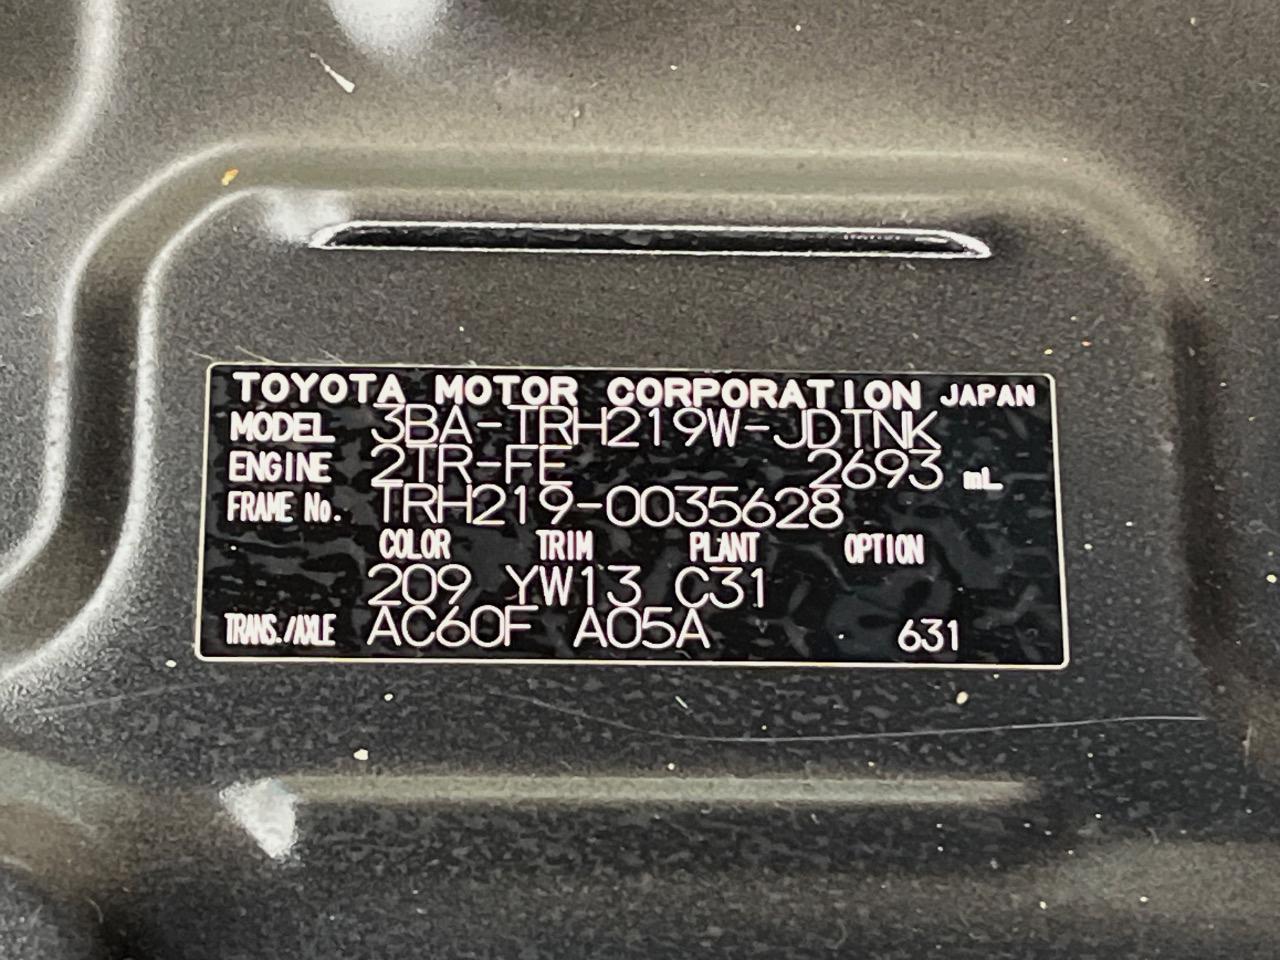 TOYOTA MOTOR CORPORATION JAPAN
MODEL 3BA-TRH219W-JDTNK
ENGINE 2TR-FE 2693 mL
FRAME No. TRH219-0035628
COLOR TRIM PLANT OPTION
209 YW13 C31
TRANS./AXLE AC60F A05A 631